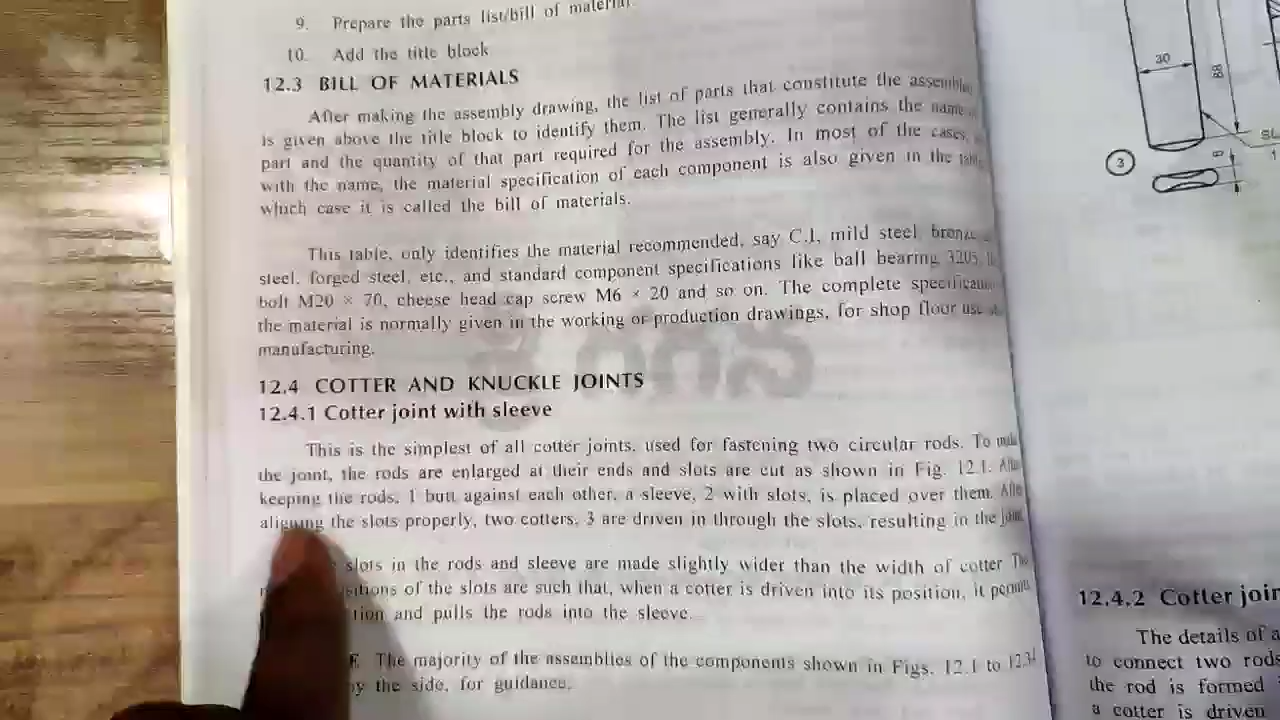 9. Prepare the parts list/bill of material
10. Add the title block
12.3 BILL OF MATERIALS
After making the assembly drawing, the list of parts that constitute the assembly
is given above the title block to identify them. The list generally contains the name
part and the quantity of that part required for the assembly. In most of the cases,
with the name, the material specification of each component is also given in the
which case it is called the bill of materials.
This table, only identifies the material recommended, say C.I, mild steel, bronze
steel, forged steel, etc., and standard component specifications like ball bearing 3205,
bolt M20 × 70, cheese head cap screw M6 × 20 and so on. The complete
the material is normally given in the working or production drawings, for shop floor use
manufacturing.
12.4 COTTER AND KNUCKLE JOINTS
12.4.1 Cotter joint with sleeve
This is the simplest of all cotter joints, used for fastening two circular rods. To
the joint, the rods are enlarged at their ends and slots are cut as shown in Fig. 12.1. After
keeping the rods, 1 butt against each other, a sleeve, 2 with slots, is placed over them. After
aligning the slots properly, two cotters, 3 are driven in through the slots, resulting in the joint
slots in the rods and sleeve are made slightly wider than the width of cotter The
of the slots are such that, when a cotter is driven into its position, it permits
and pulls the rods into the sleeve.
The majority of the assemblies of the components shown in Figs. 12.1 to
by the side, for guidance.
30
88
3
8
12.4.2 Cotter join
The details of a
to connect two rods
the rod is formed
a cotter is driven